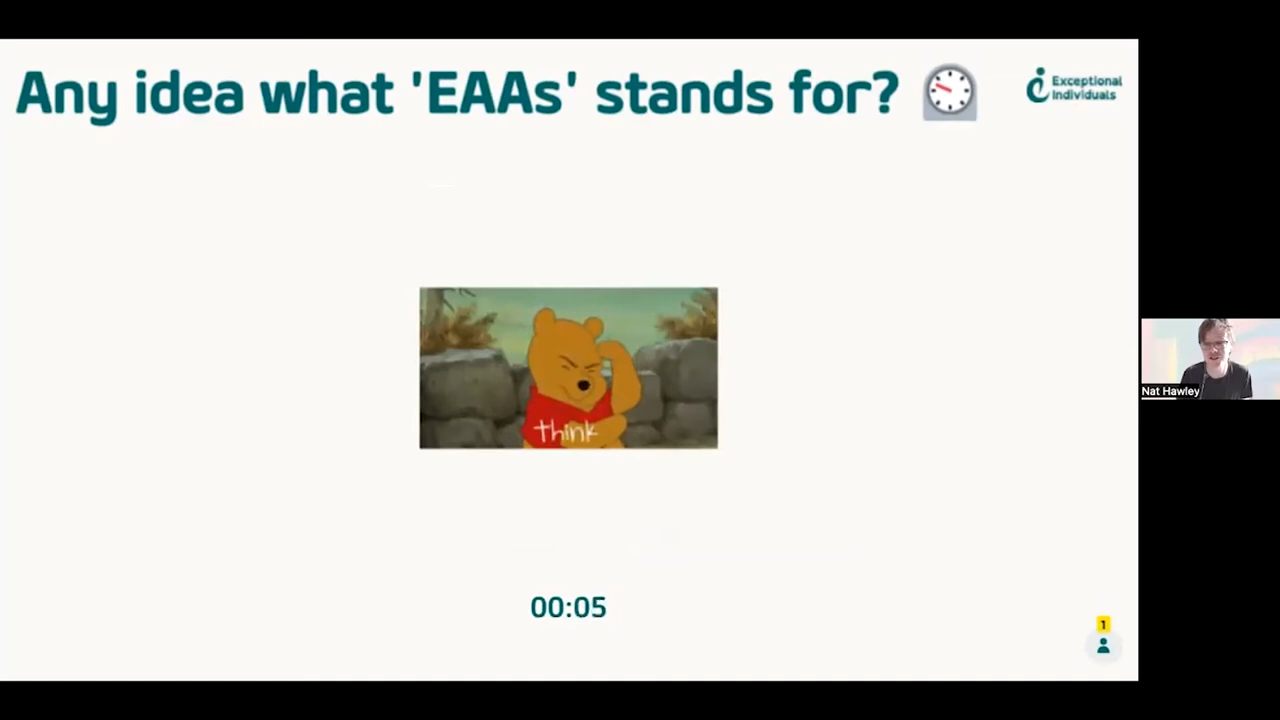 Any idea what 'EAAs' stands for?
Exceptional
Individuals
think
Nat Hawley
00:05
1